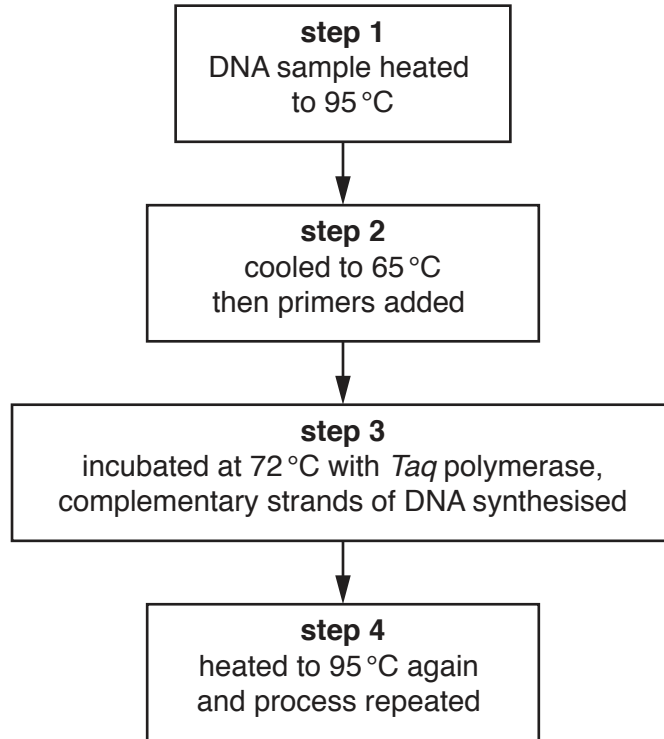 step 1
DNA sample heated
to 95 °C
step 2
cooled to 65 °C
then primers added
step 3
incubated at 72 °C with Taq polymerase,
complementary strands of DNA synthesised
step 4
heated to 95 °C again
and process repeated